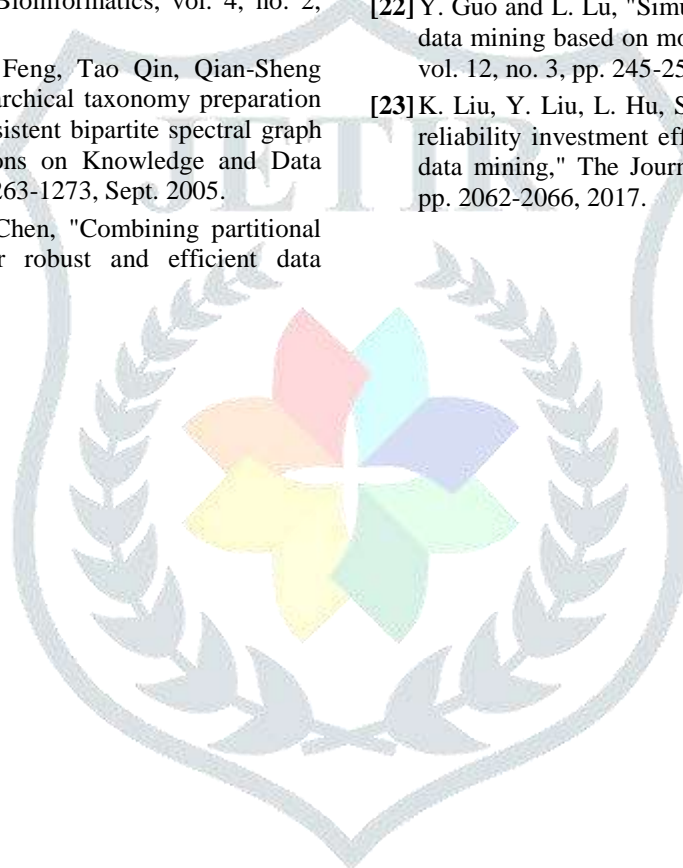 Bioinformatics, vol. 4, no. 2,
Feng, Tao Qin, Qian-Sheng
archical taxonomy preparation
sistent bipartite spectral graph
ons on Knowledge and Data
263-1273, Sept. 2005.
Chen, "Combining partitional
r robust and efficient data
[22] Y. Guo and L. Lu, "Simu
data mining based on mo
vol. 12, no. 3, pp. 245-25
[23] K. Liu, Y. Liu, L. Hu, S
reliability investment eff
data mining," The Journ
pp. 2062-2066, 2017.
JETIR